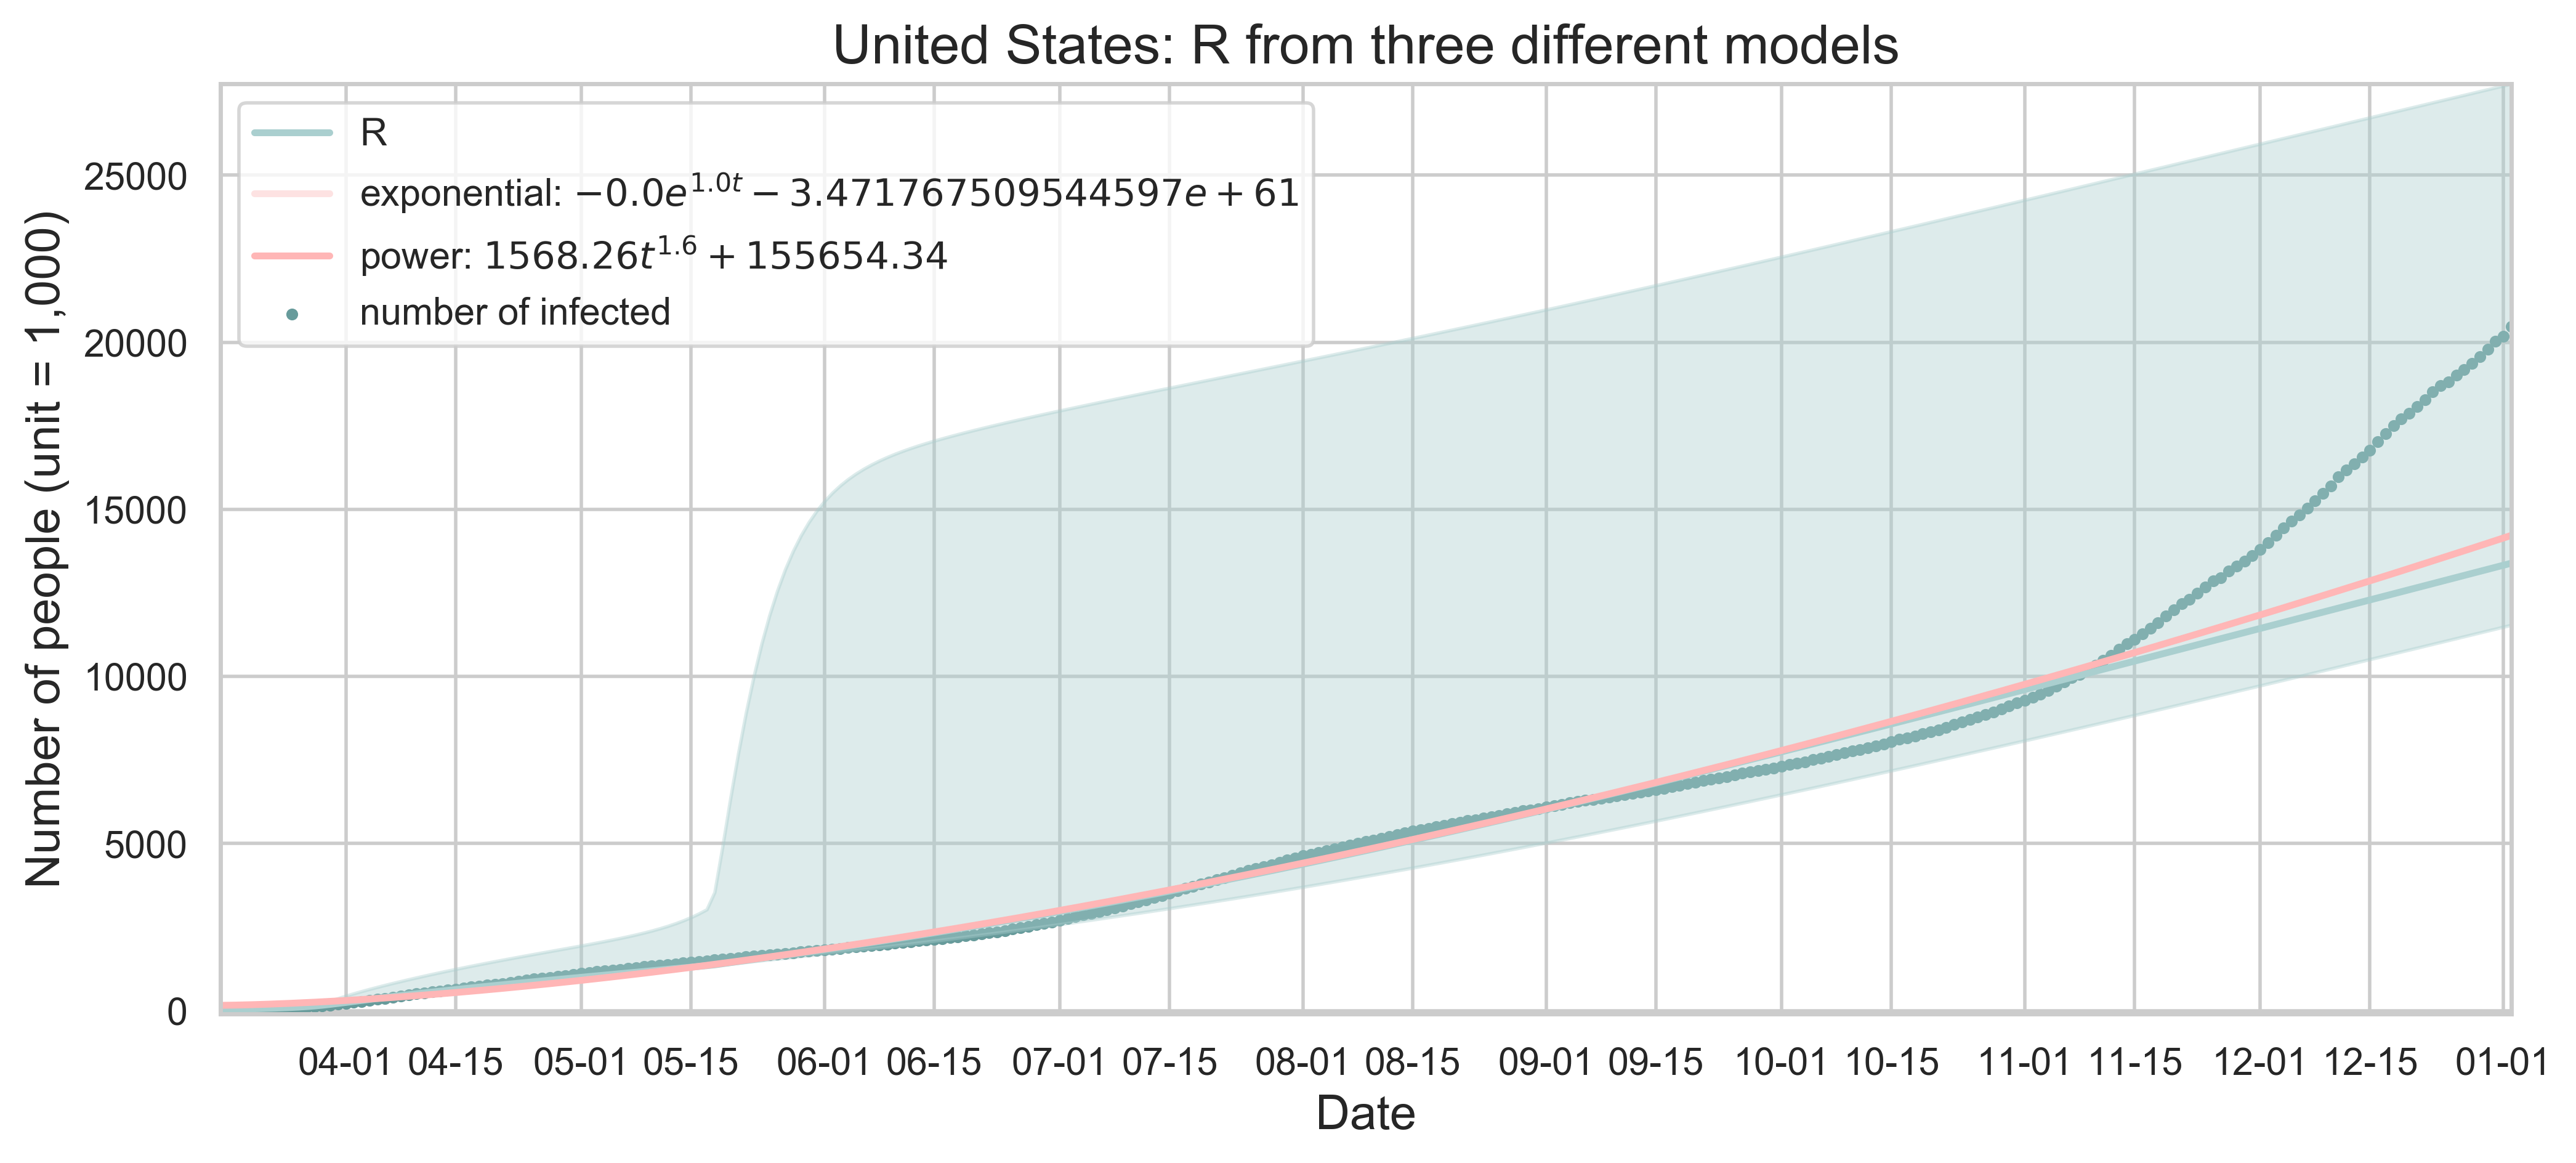 United States: R from three different models
R
exponential: −0.0e^1.0t − 3.4717675095445​97e + 61
power: 1568.26t^1.6 + 155654.34
number of infected
Number of people (unit = 1,000)
25000
20000
15000
10000
5000
0
04-01 04-15 05-01 05-15 06-01 06-15 07-01 07-15 08-01 08-15 09-01 09-15 10-01 10-15 11-01 11-15 12-01 12-15 01-01
Date